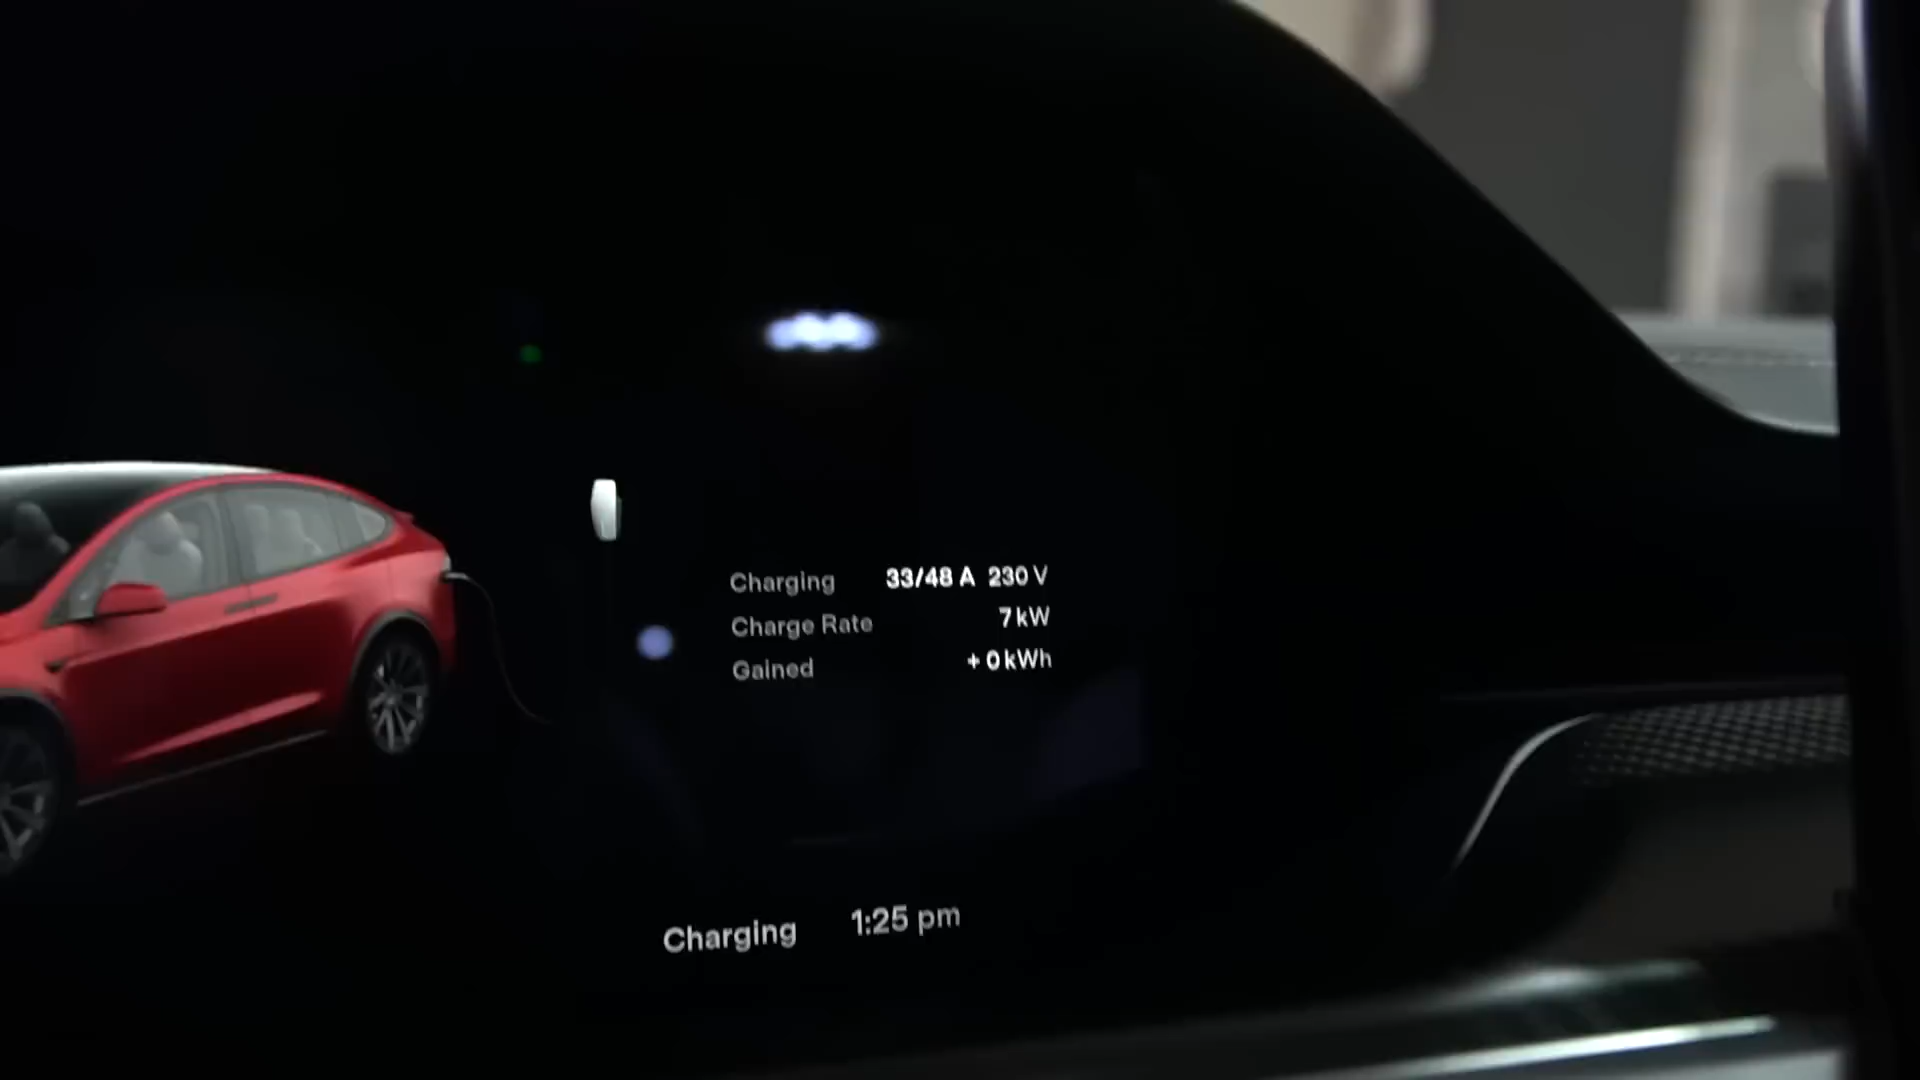 Charging 33/48 A 230 V
Charge Rate 7 kW
Gained + 0 kWh
Charging 1:25 pm